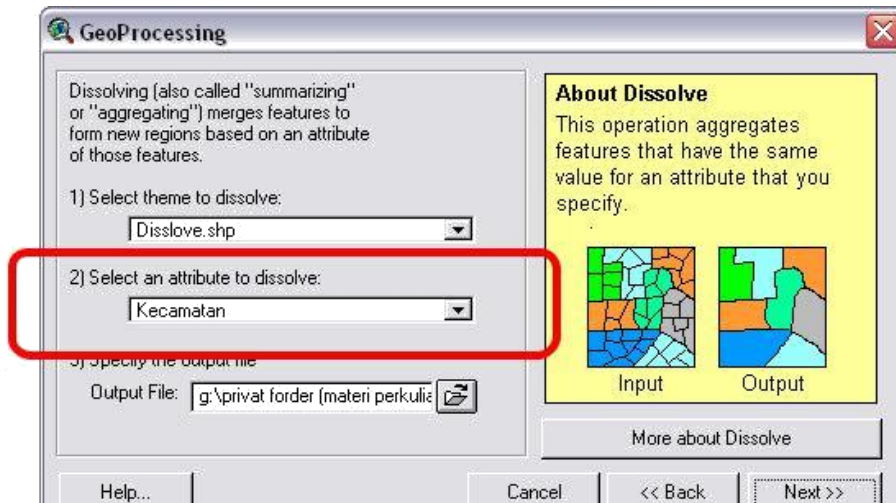 GeoProcessing
Dissolving (also called "summarizing"
or "aggregating") merges features to
form new regions based on an attribute
of those features.
1) Select theme to dissolve:
Disslove.shp
2) Select an attribute to dissolve:
Kecamatan
3) Specify the output file
Output File: g:\privat forder (materi perkulia
About Dissolve
This operation aggregates
features that have the same
value for an attribute that you
specify.
Input Output
More about Dissolve
Help... Cancel << Back Next >>